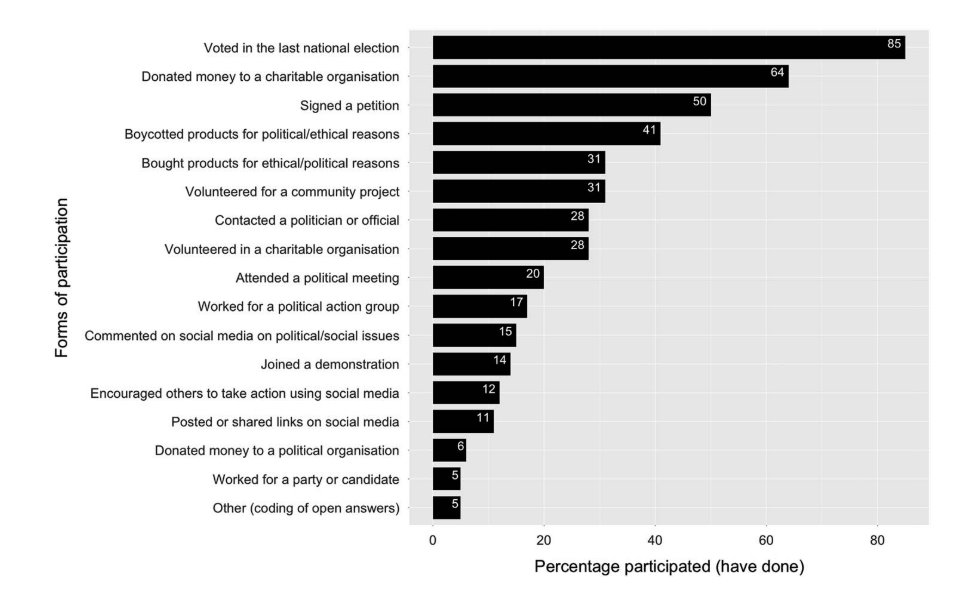 Voted in the last national election 85
Donated money to a charitable organisation 64
Signed a petition 50
Boycotted products for political/ethical reasons 41
Bought products for ethical/political reasons 31
Volunteered for a community project 31
Contacted a politician or official 28
Volunteered in a charitable organisation 28
Attended a political meeting 20
Worked for a political action group 17
Commented on social media on political/social issues 15
Joined a demonstration 14
Encouraged others to take action using social media 12
Posted or shared links on social media 11
Donated money to a political organisation 6
Worked for a party or candidate 5
Other (coding of open answers) 5
Forms of participation
0 20 40 60 80
Percentage participated (have done)